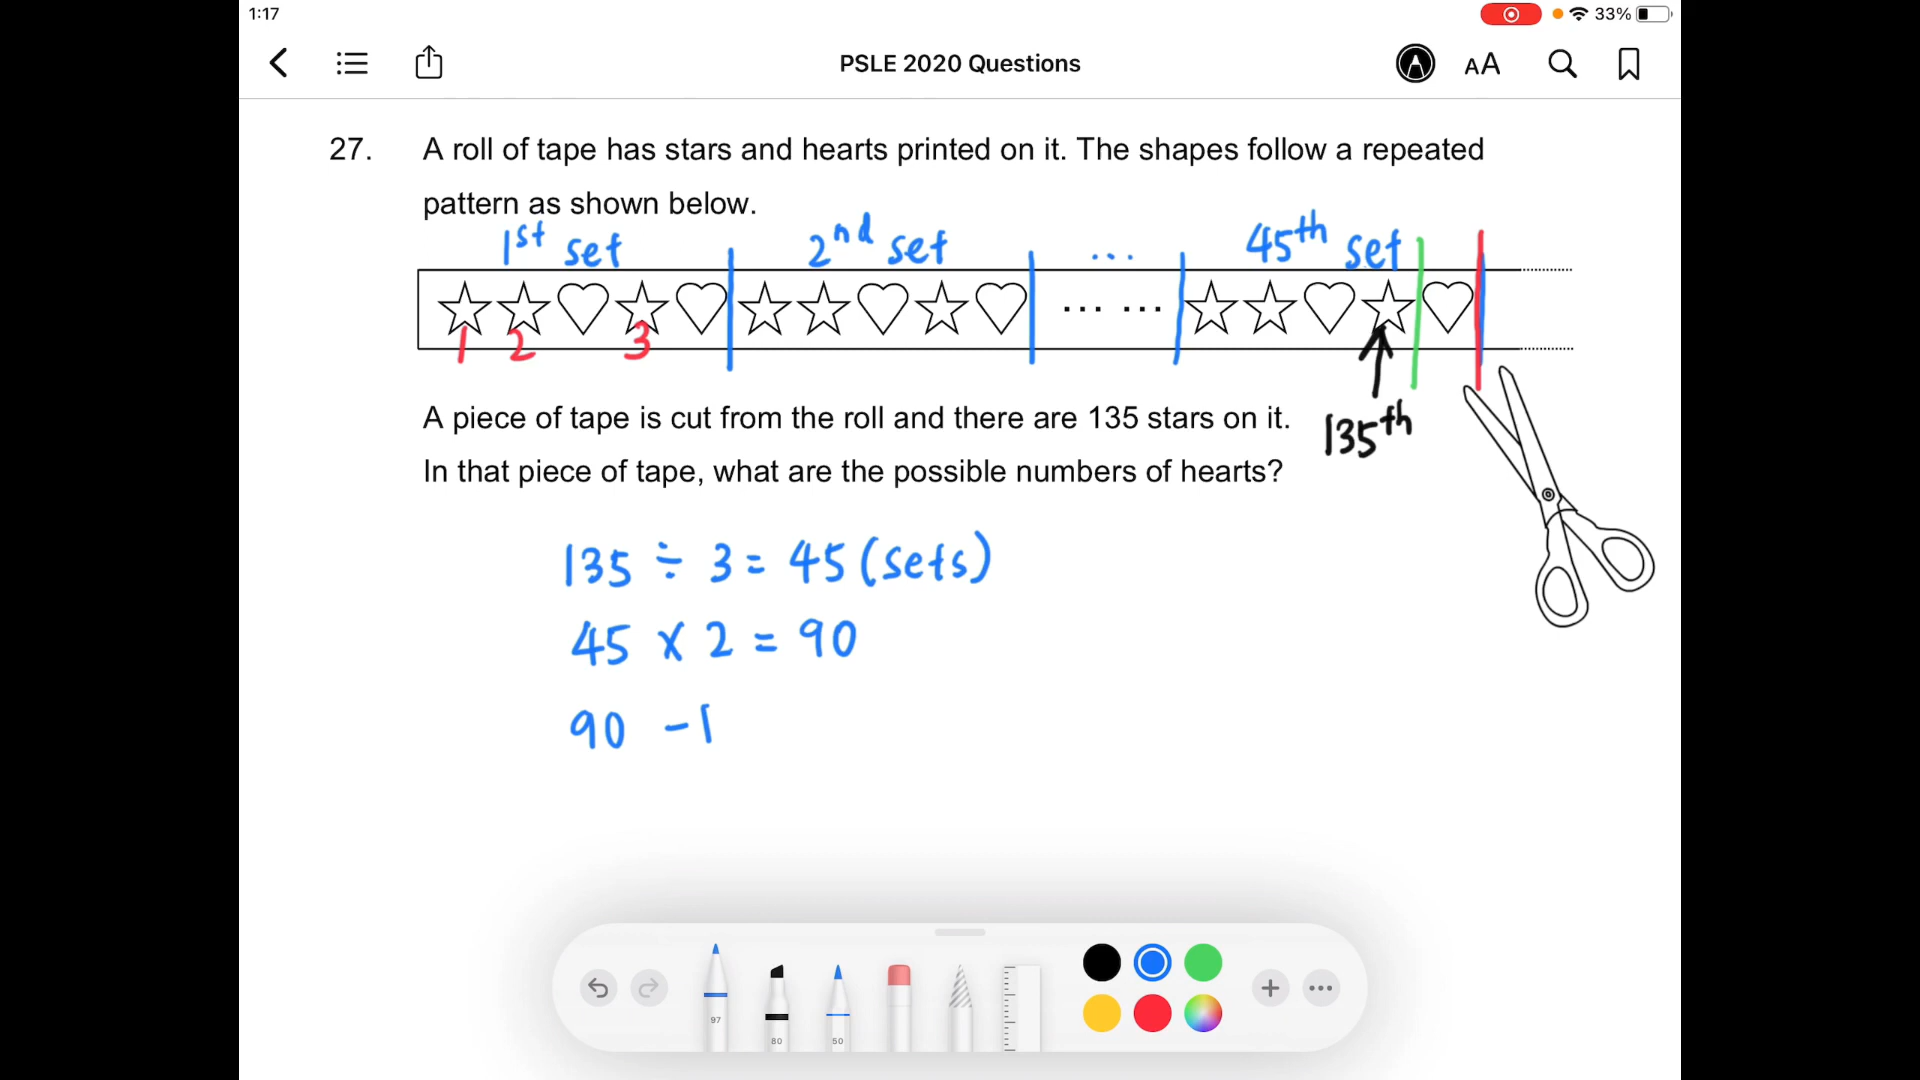 1:17
33%
PSLE 2020 Questions
AA
27. A roll of tape has stars and hearts printed on it. The shapes follow a repeated
pattern as shown below.
1st set 2nd set ... 45th set
... ...
1 2 3
A piece of tape is cut from the roll and there are 135 stars on it.
135th
In that piece of tape, what are the possible numbers of hearts?
135 ÷ 3 = 45 (sets)
45 x 2 = 90
90 - 1
97
80
50